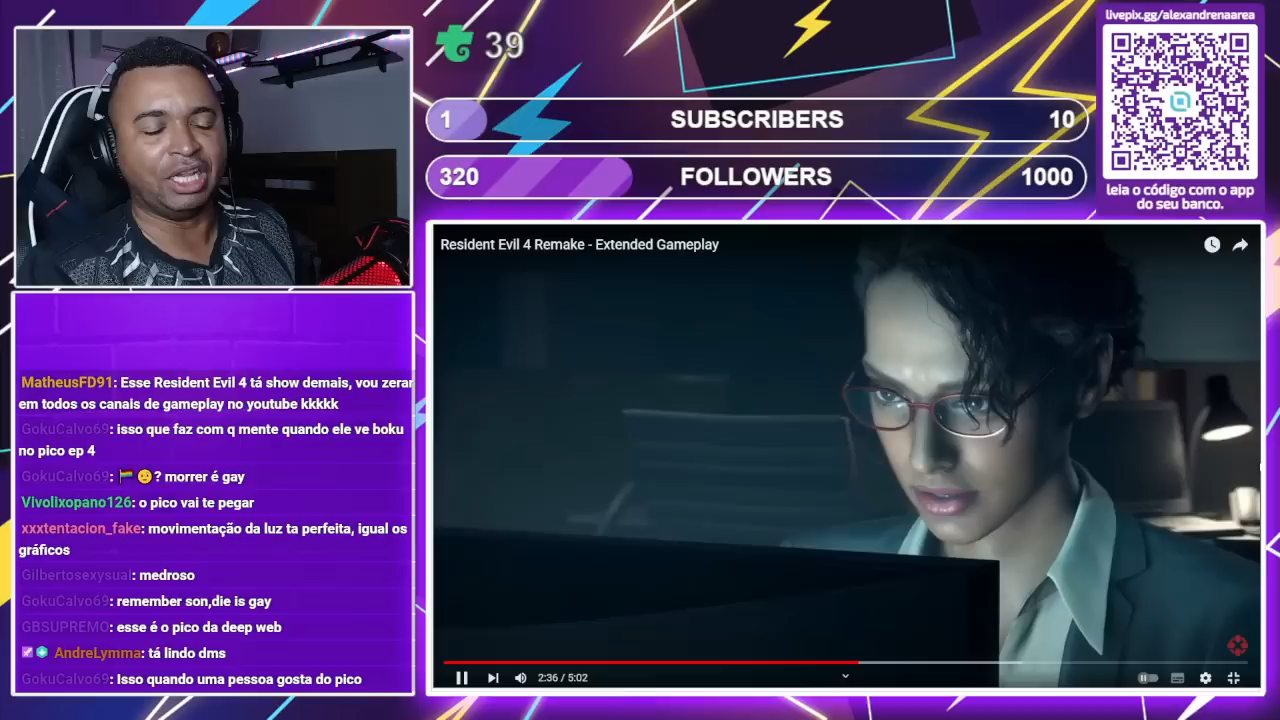 livepix.gg/alexandrenaarea
39
1 SUBSCRIBERS 10
320 FOLLOWERS 1000
leia o código com o app
do seu banco.
Resident Evil 4 Remake - Extended Gameplay
MatheusFD91: Esse Resident Evil 4 tá show demais, vou zerar
em todos os canais de gameplay no youtube kkkkk
GokuCalvo69: isso que faz com q mente quando ele ve boku
no pico ep 4
GokuCalvo69: 🏳️‍🌈 😟? morrer é gay
Vivolixopano126: o pico vai te pegar
xxxtentacion_fake: movimentação da luz ta perfeita, igual os
gráficos
Gilbertosexysual: medroso
GokuCalvo69: remember son,die is gay
GBSUPREMO: esse é o pico da deep web
AndreLymma: tá lindo dms
GokuCalvo69: Isso quando uma pessoa gosta do pico
2:36 / 5:02